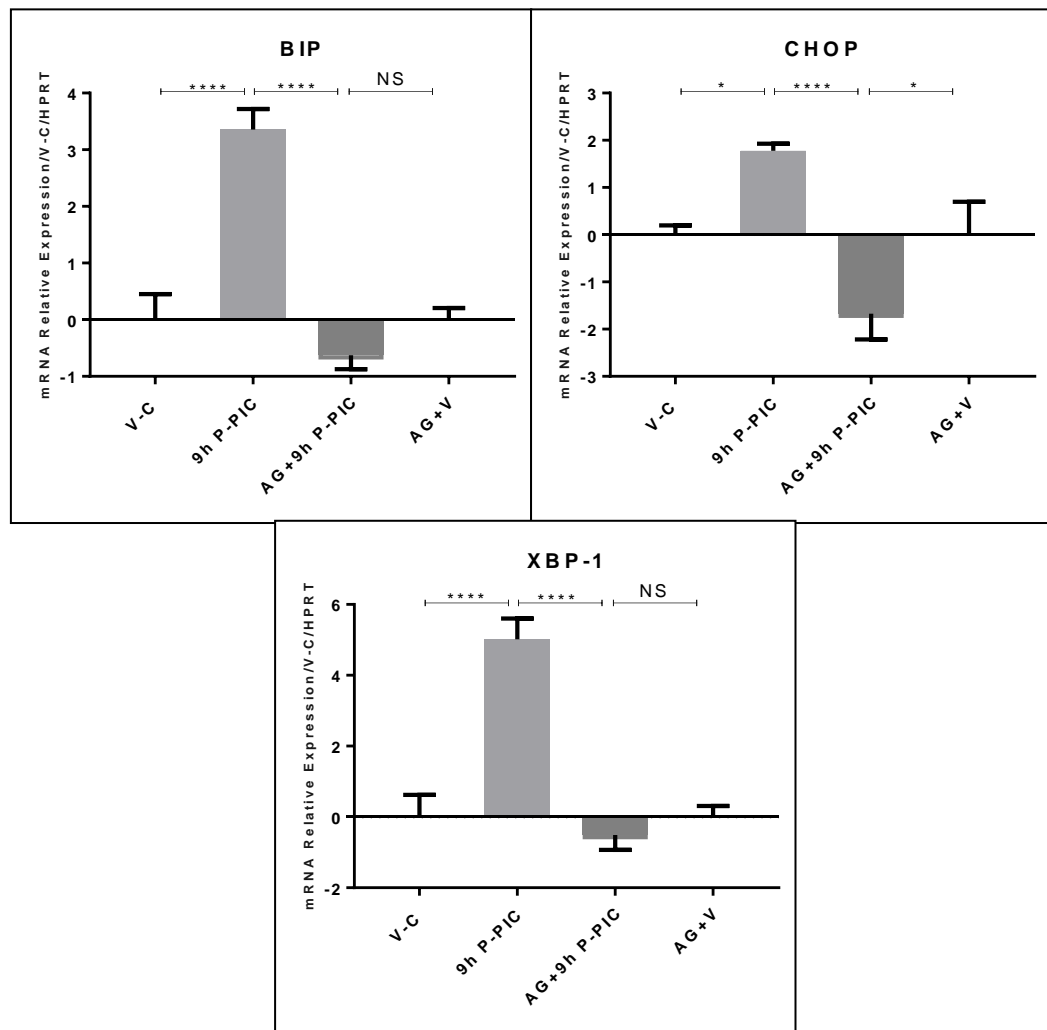 BIP
**** **** NS
mRNA Relative Expression/V-C/HPRT
4
3
2
1
0
-1
V-C
9h P-PIC
AG+9h P-PIC
AG+V
CHOP
* **** *
mRNA Relative Expression/V-C/HPRT
3
2
1
0
-1
-2
-3
V-C
9h P-PIC
AG+9h P-PIC
AG+V
XBP-1
**** **** NS
mRNA Relative Expression/V-C/HPRT
6
4
2
0
-2
V-C
9h P-PIC
AG+9h P-PIC
AG+V